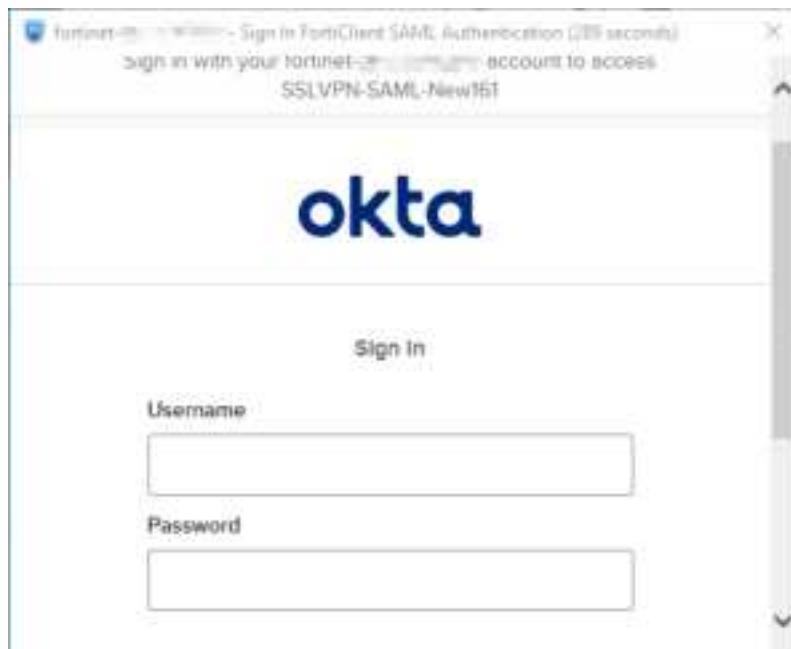 fortinet- - Sign In FortiClient SAML Authentication (289 seconds)
Sign in with your fortinet- account to access
SSLVPN-SAML-New161
okta
Sign In
Username
Password